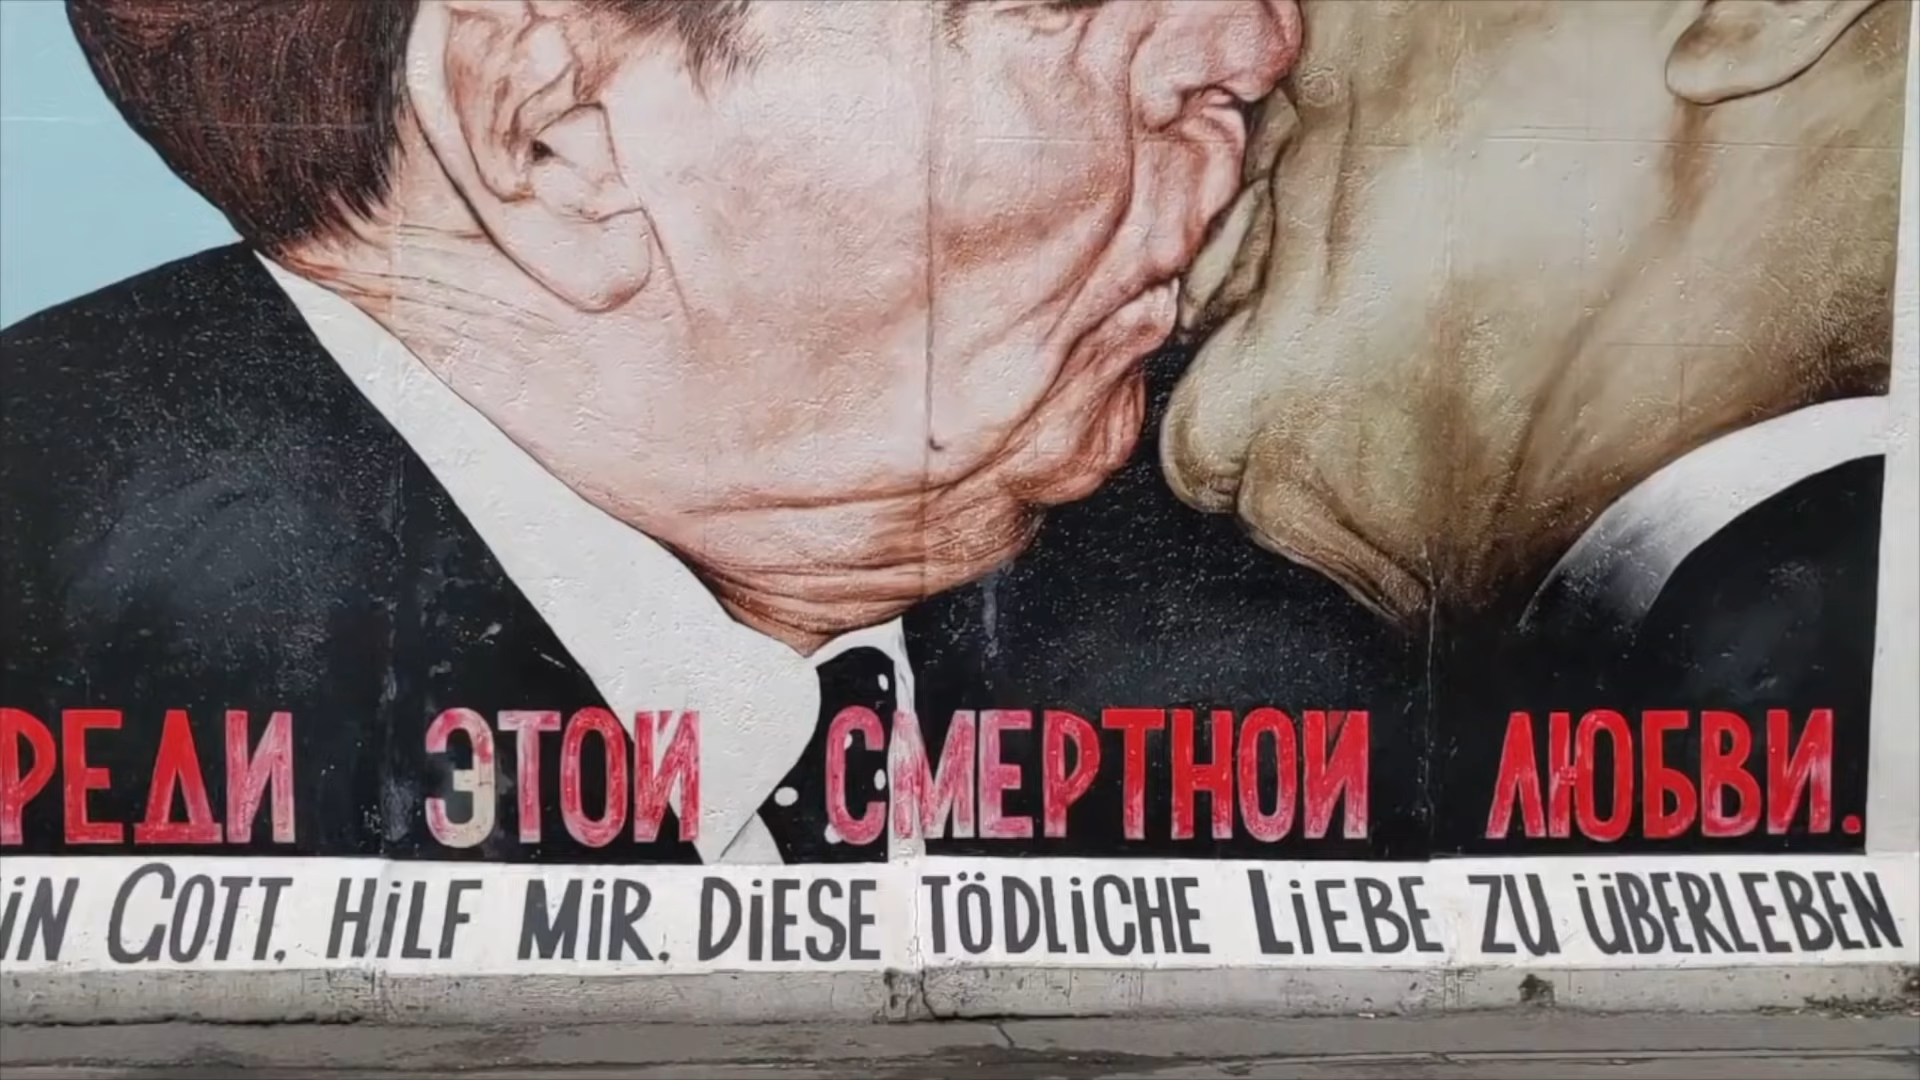 РЕДИ ЭТОЙ СМЕРТНОЙ ЛЮБВИ.
iN GOTT, HiLF MiR, DiESE TÖDLiCHE LiEBE ZU ÜBERLEBEN